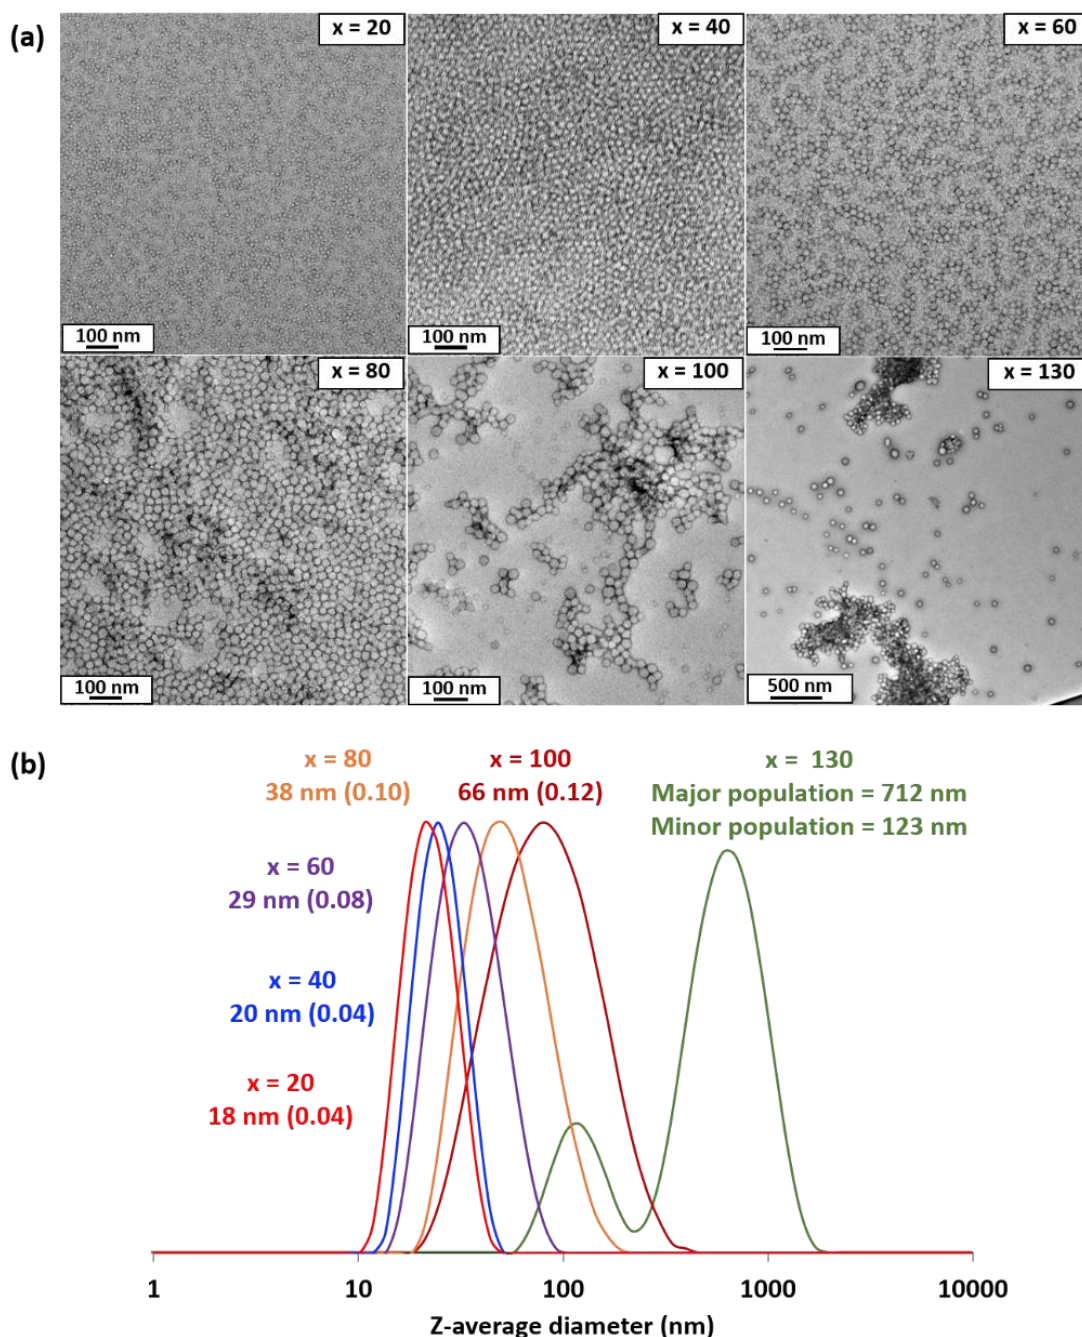 (a)
x = 20
x = 40
x = 60
100 nm
100 nm
100 nm
x = 80
x = 100
x = 130
100 nm
100 nm
500 nm
(b)
x = 80
38 nm (0.10)
x = 100
66 nm (0.12)
x = 130
Major population = 712 nm
Minor population = 123 nm
x = 60
29 nm (0.08)
x = 40
20 nm (0.04)
x = 20
18 nm (0.04)
1
10
100
1000
10000
Z-average diameter (nm)